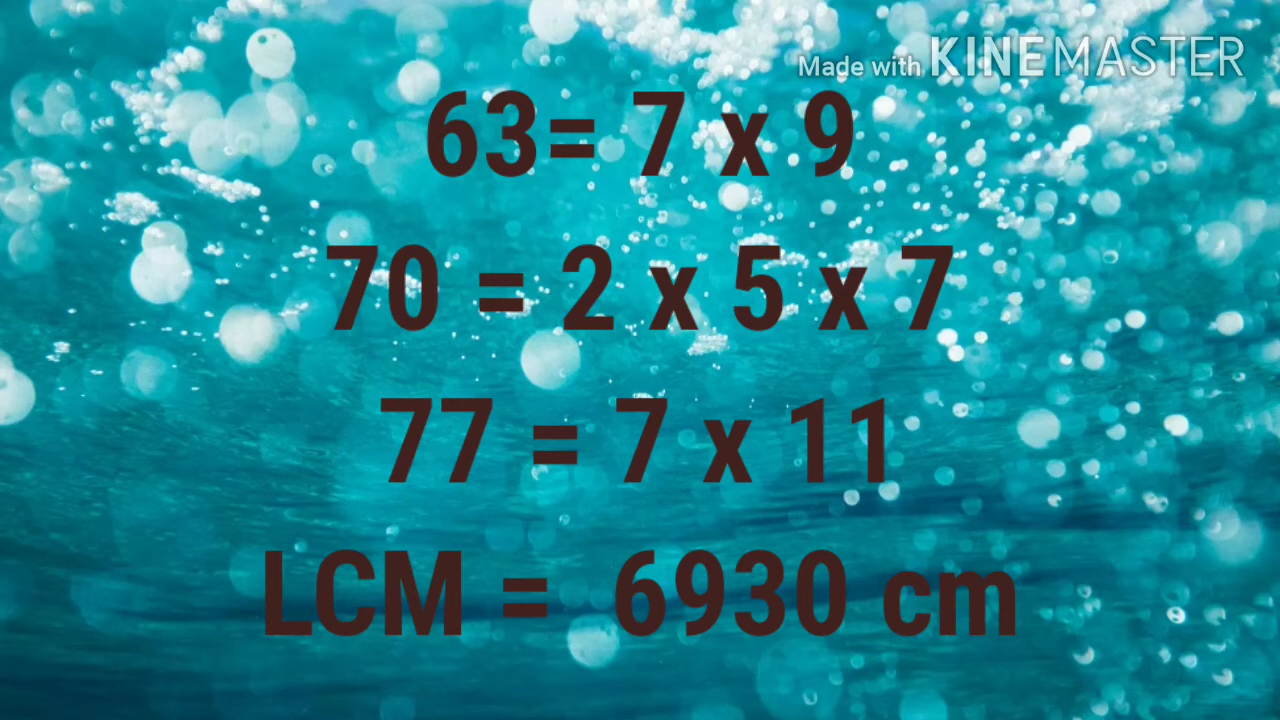 Made with KINEMASTER
63= 7 x 9
70 = 2 x 5 x 7
77 = 7 x 11
LCM = 6930 cm